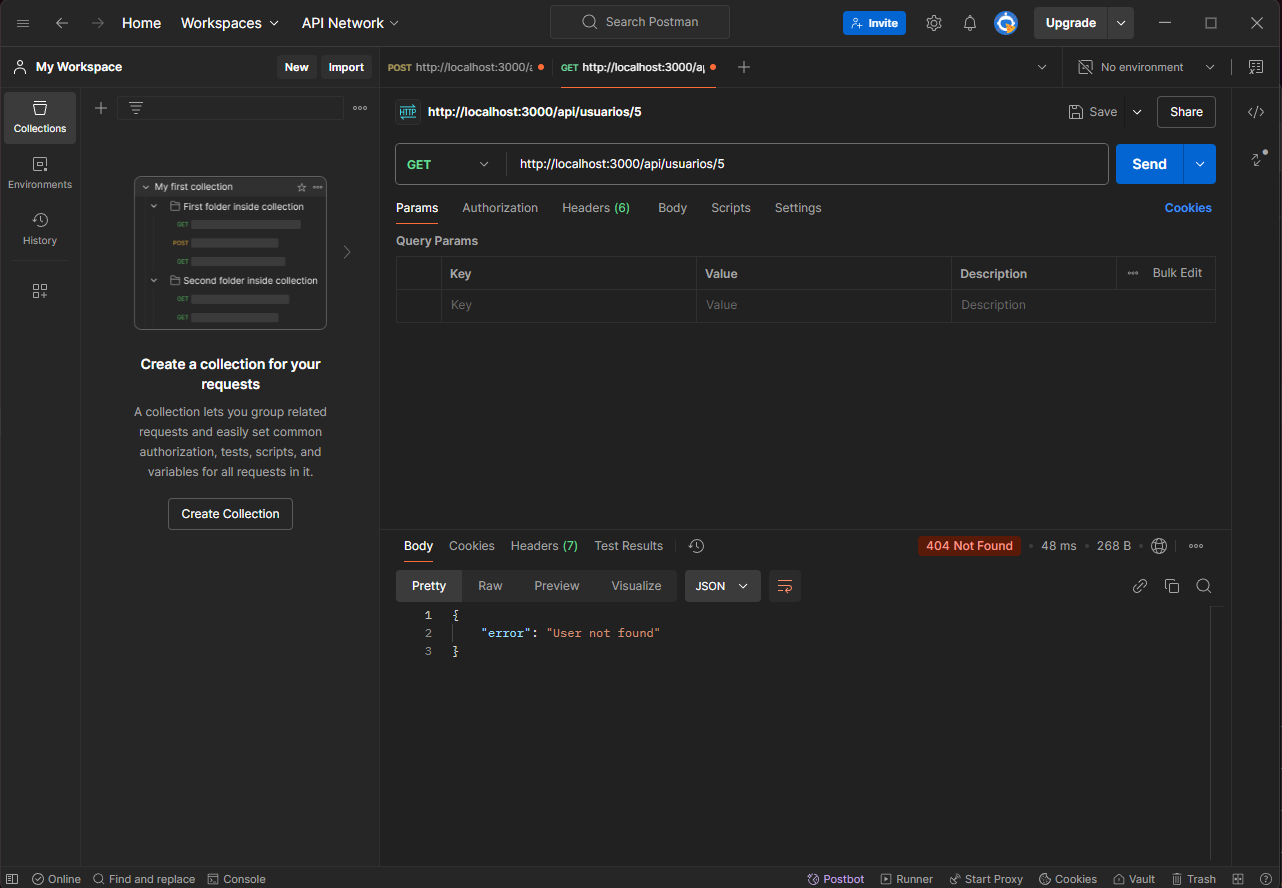 Home Workspaces API Network Search Postman Invite Upgrade
My Workspace New Import POST http://localhost:3000/a GET http://localhost:3000/ap No environment
Collections
Environments
History
My first collection
First folder inside collection
GET
POST
GET
Second folder inside collection
GET
GET
Create a collection for your
requests
A collection lets you group related
requests and easily set common
authorization, tests, scripts, and
variables for all requests in it.
Create Collection
HTTP http://localhost:3000/api/usuarios/5 Save Share
GET http://localhost:3000/api/usuarios/5 Send
Params Authorization Headers (6) Body Scripts Settings Cookies
Query Params
Key Value Description Bulk Edit
Key Value Description
Body Cookies Headers (7) Test Results 404 Not Found 48 ms 268 B
Pretty Raw Preview Visualize JSON
1 {
2 "error": "User not found"
3 }
Online Find and replace Console Postbot Runner Start Proxy Cookies Vault Trash